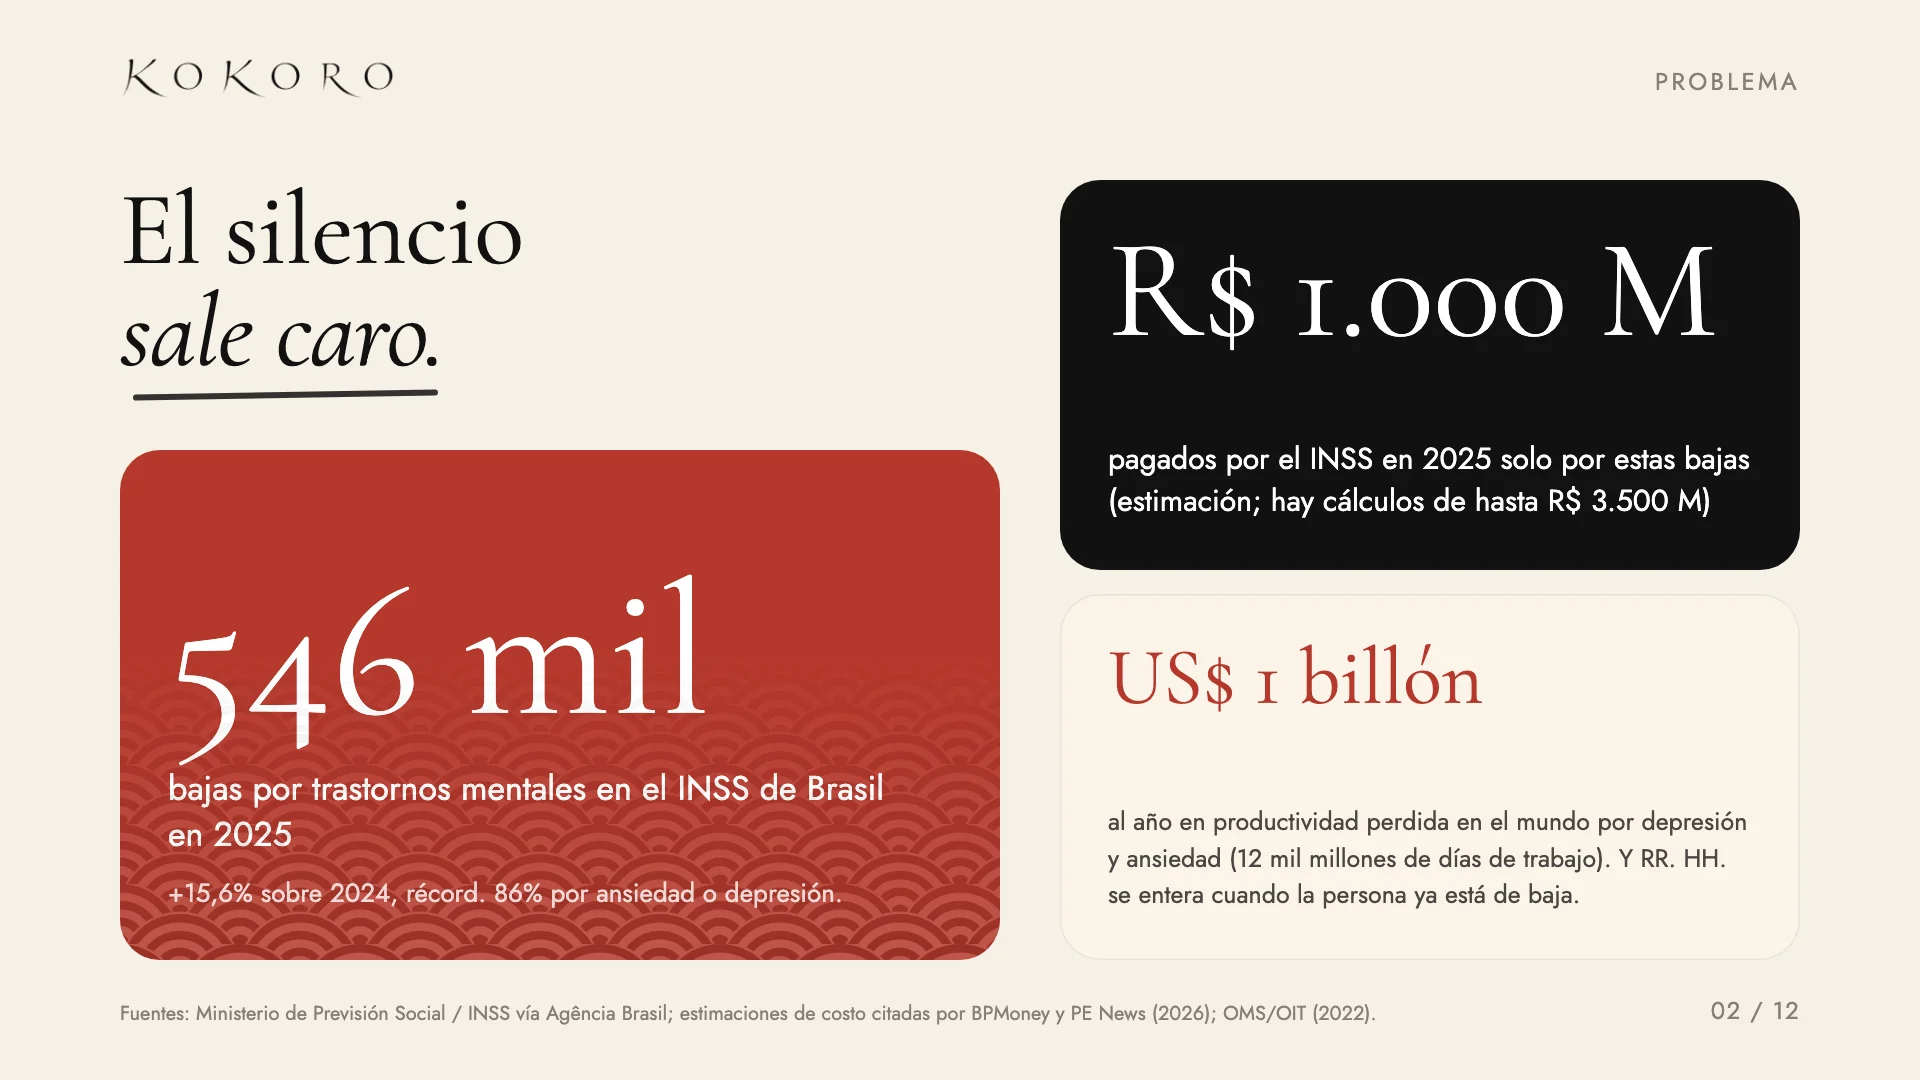 KOKORO
PROBLEMA
El silencio
sale caro.
546 mil
bajas por trastornos mentales en el INSS de Brasil
en 2025
+15,6% sobre 2024, récord. 86% por ansiedad o depresión.
R$ 1.000 M
pagados por el INSS en 2025 solo por estas bajas
(estimación; hay cálculos de hasta R$ 3.500 M)
US$ 1 billón
al año en productividad perdida en el mundo por depresión
y ansiedad (12 mil millones de días de trabajo). Y RR. HH.
se entera cuando la persona ya está de baja.
Fuentes: Ministerio de Previsión Social / INSS vía Agência Brasil; estimaciones de costo citadas por BPMoney y PE News (2026); OMS/OIT (2022).
02 / 12